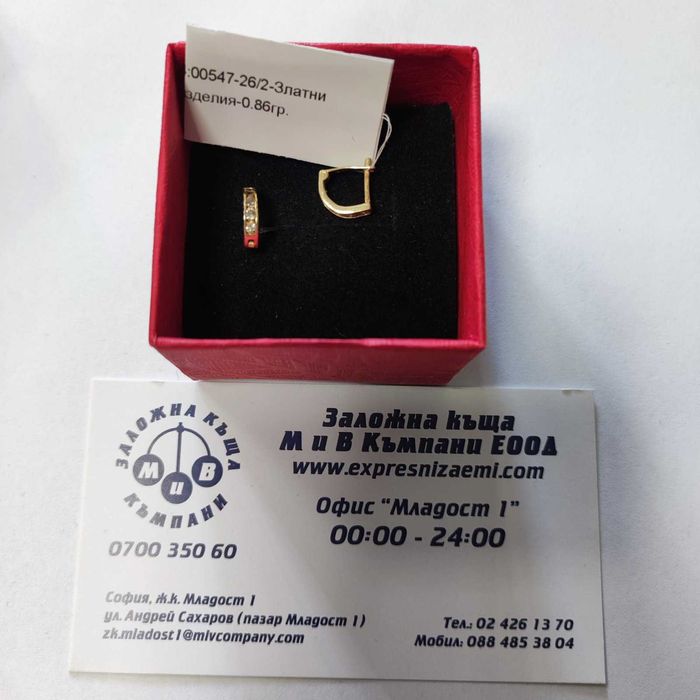 :00547-26/2-Златни
зделия-0.86гр.
ЗАЛОЖНА КЪЩА
М и В
КЪМПАНИ
0700 350 60
Заложна къща
М и В Къмпани ЕООД
www.expresnizaemi.com
Офис "Младост 1"
00:00 - 24:00
София, ж.к. Младост 1
ул. Андрей Сахаров (пазар Младост 1)
zk.mladost1@mivcompany.com
Тел.: 02 426 13 70
Мобил: 088 485 38 04